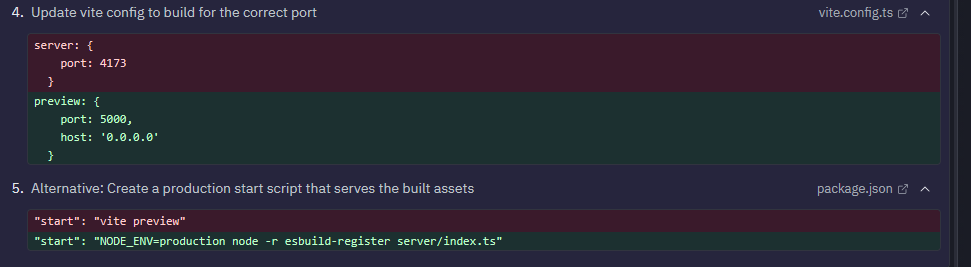 4. Update vite config to build for the correct port vite.config.ts
server: {
port: 4173
}
preview: {
port: 5000,
host: '0.0.0.0'
}
5. Alternative: Create a production start script that serves the built assets package.json
"start": "vite preview"
"start": "NODE_ENV=production node -r esbuild-register server/index.ts"